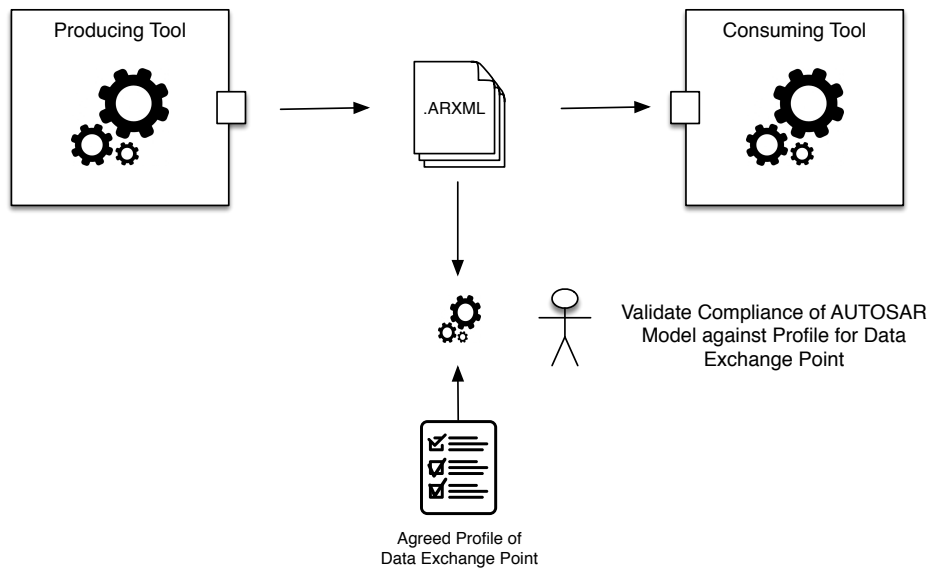 Producing Tool
Consuming Tool
.ARXML
Validate Compliance of AUTOSAR
Model against Profile for Data
Exchange Point
Agreed Profile of
Data Exchange Point